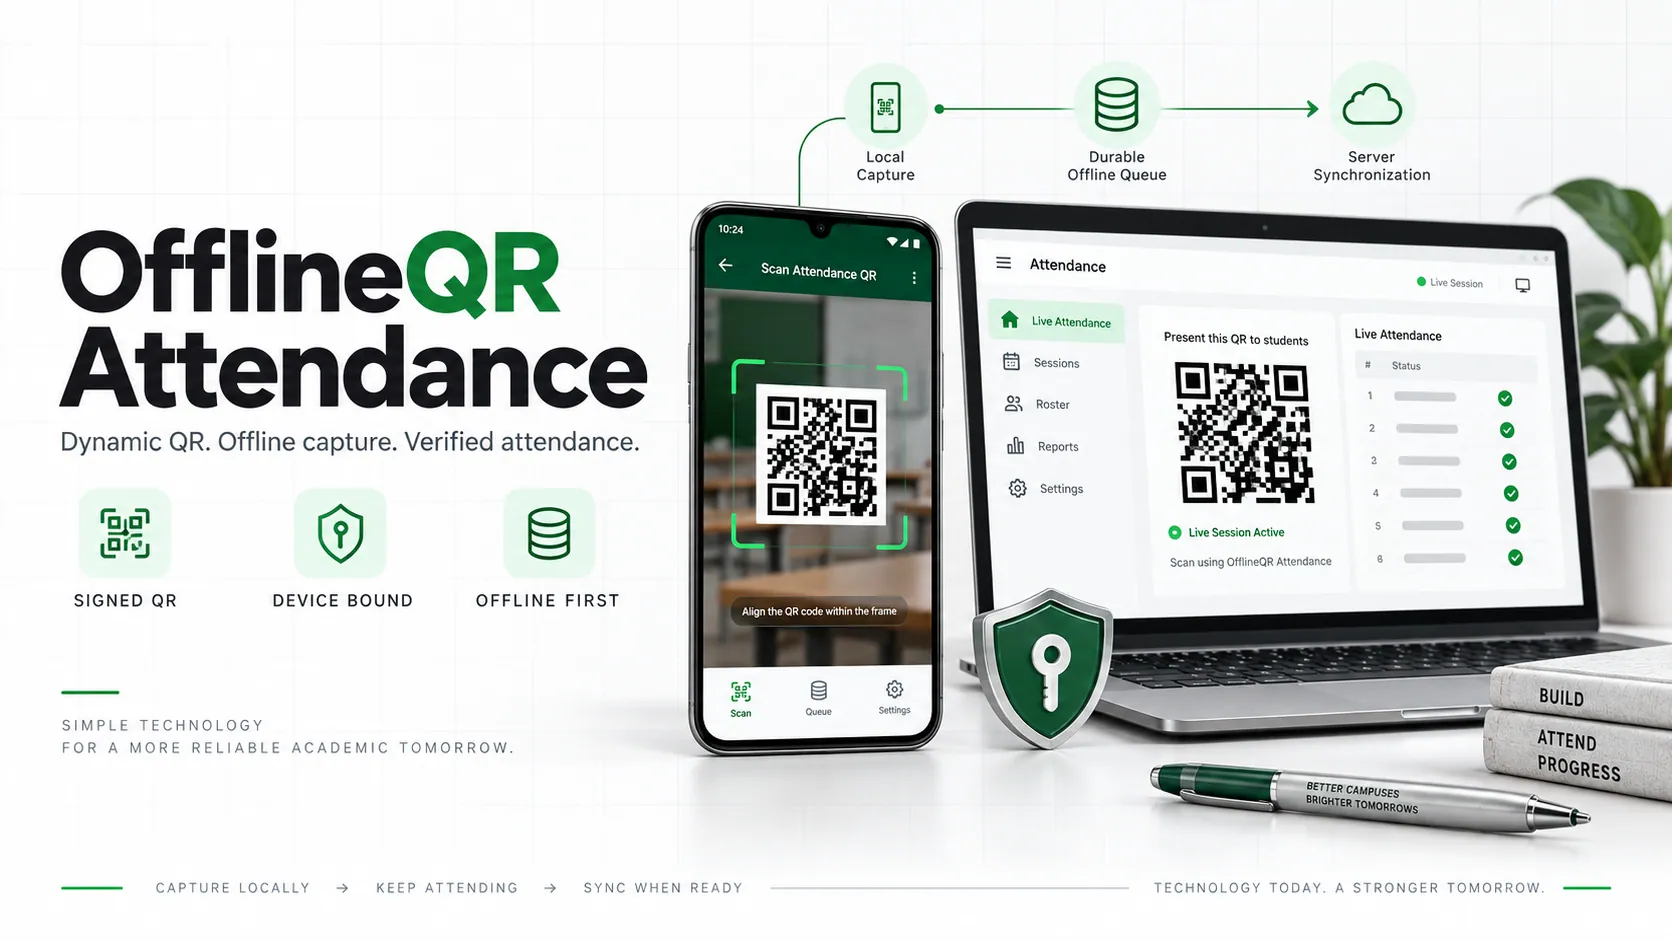 Local
Capture
Durable
Offline Queue
Server
Synchronization
OfflineQR
Attendance
Dynamic QR. Offline capture. Verified attendance.
SIGNED QR
DEVICE BOUND
OFFLINE FIRST
SIMPLE TECHNOLOGY
FOR A MORE RELIABLE ACADEMIC TOMORROW.
10:24
Scan Attendance QR
Align the QR code within the frame
Scan
Queue
Settings
Attendance
Live Session
Live Attendance
Sessions
Roster
Reports
Settings
Present this QR to students
Live Session Active
Scan using OfflineQR Attendance
Live Attendance
# Status
1
2
3
4
5
6
BUILD
ATTEND
PROGRESS
BETTER CAMPUSES
BRIGHTER TOMORROWS
CAPTURE LOCALLY → KEEP ATTENDING → SYNC WHEN READY
TECHNOLOGY TODAY. A STRONGER TOMORROW.